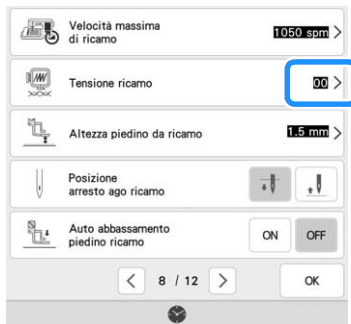 Velocità massima
di ricamo
1050 spm >
Tensione ricamo
00 >
Altezza piedino da ricamo
1.5 mm >
Posizione
arresto ago ricamo
Auto abbassamento
piedino ricamo
ON
OFF
< 8 / 12 >
OK